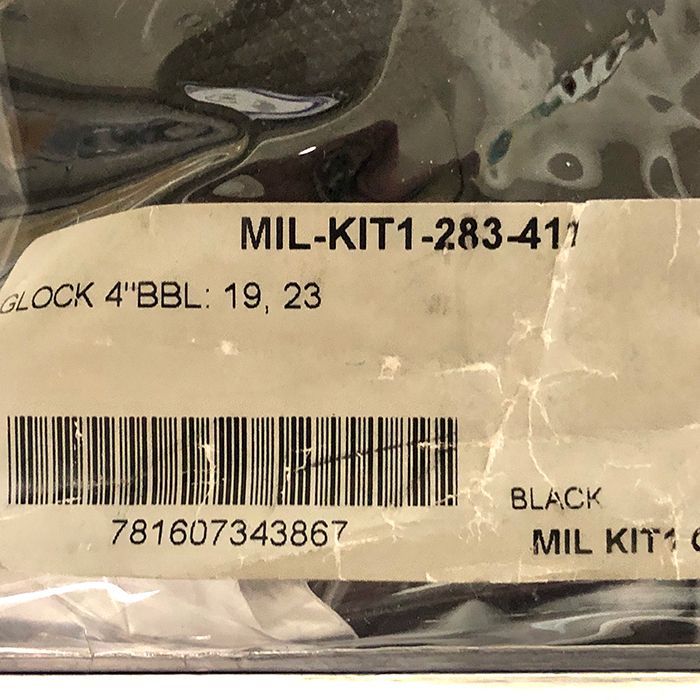 MIL-KIT1-283-411
GLOCK 4"BBL: 19, 23
781607343867
BLACK
MIL KIT1